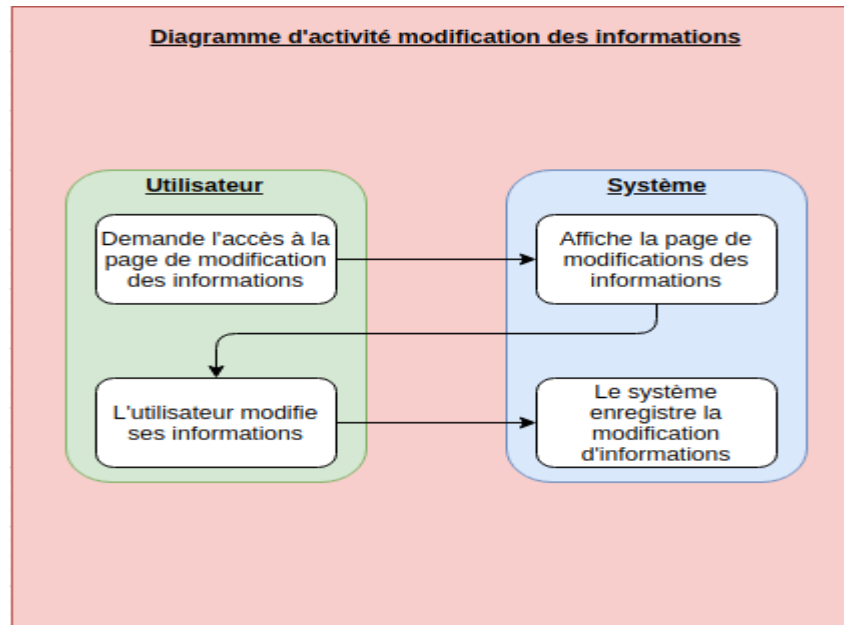 Diagramme d'activité modification des informations
Utilisateur
Système
Demande l'accès à la
page de modification
des informations
Affiche la page de
modifications des
informations
L'utilisateur modifie
ses informations
Le système
enregistre la
modification
d'informations